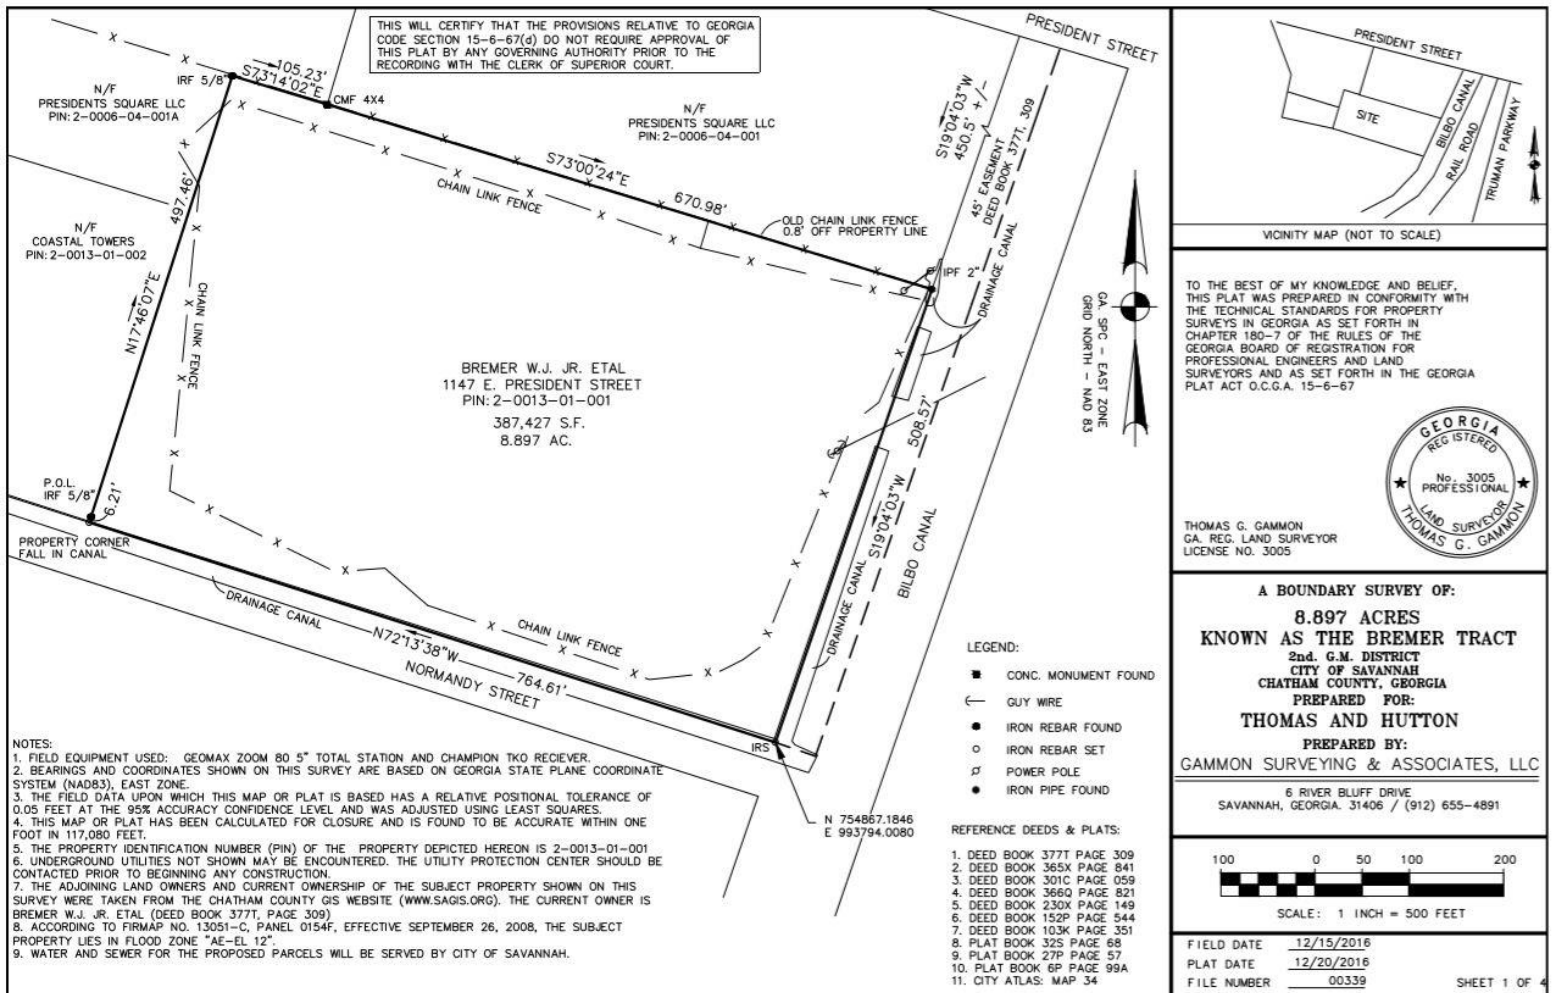 THIS WILL CERTIFY THAT THE PROVISIONS RELATIVE TO GEORGIA
CODE SECTION 15-6-67(d) DO NOT REQUIRE APPROVAL OF
THIS PLAT BY ANY GOVERNING AUTHORITY PRIOR TO THE
RECORDING WITH THE CLERK OF SUPERIOR COURT.
PRESIDENT STREET
105.23'
S73°14'02"E
IRF 5/8"
CMF 4X4
N/F
PRESIDENTS SQUARE LLC
PIN: 2-0006-04-001A
N/F
PRESIDENTS SQUARE LLC
PIN: 2-0006-04-001
S73°00'24"E
670.98'
CHAIN LINK FENCE
OLD CHAIN LINK FENCE
0.8' OFF PROPERTY LINE
S19°04'03"W
450.5' +/-
45' EASEMENT
DEED BOOK 377T, 309
DRAINAGE CANAL
IPF 2"
N/F
COASTAL TOWERS
PIN: 2-0013-01-002
497.46'
N17°46'07"E
CHAIN LINK FENCE
GA. SPC - EAST ZONE
GRID NORTH - NAD 83
BREMER W.J. JR. ETAL
1147 E. PRESIDENT STREET
PIN: 2-0013-01-001
387,427 S.F.
8.897 AC.
508.57'
S19°04'03"W
DRAINAGE CANAL
BILBO CANAL
P.O.L.
IRF 5/8"
6.21'
PROPERTY CORNER
FALL IN CANAL
DRAINAGE CANAL
N72°13'38"W
764.61'
CHAIN LINK FENCE
NORMANDY STREET
IRS
N 754867.1846
E 993794.0080
LEGEND:
CONC. MONUMENT FOUND
GUY WIRE
IRON REBAR FOUND
IRON REBAR SET
POWER POLE
IRON PIPE FOUND
NOTES:
1. FIELD EQUIPMENT USED: GEOMAX ZOOM 80 5" TOTAL STATION AND CHAMPION TKO RECIEVER.
2. BEARINGS AND COORDINATES SHOWN ON THIS SURVEY ARE BASED ON GEORGIA STATE PLANE COORDINATE
SYSTEM (NAD83), EAST ZONE.
3. THE FIELD DATA UPON WHICH THIS MAP OR PLAT IS BASED HAS A RELATIVE POSITIONAL TOLERANCE OF
0.05 FEET AT THE 95% ACCURACY CONFIDENCE LEVEL AND WAS ADJUSTED USING LEAST SQUARES.
4. THIS MAP OR PLAT HAS BEEN CALCULATED FOR CLOSURE AND IS FOUND TO BE ACCURATE WITHIN ONE
FOOT IN 117,080 FEET.
5. THE PROPERTY IDENTIFICATION NUMBER (PIN) OF THE PROPERTY DEPICTED HEREON IS 2-0013-01-001
6. UNDERGROUND UTILITIES NOT SHOWN MAY BE ENCOUNTERED. THE UTILITY PROTECTION CENTER SHOULD BE
CONTACTED PRIOR TO BEGINNING ANY CONSTRUCTION.
7. THE ADJOINING LAND OWNERS AND CURRENT OWNERSHIP OF THE SUBJECT PROPERTY SHOWN ON THIS
SURVEY WERE TAKEN FROM THE CHATHAM COUNTY GIS WEBSITE (WWW.SAGIS.ORG). THE CURRENT OWNER IS
BREMER W.J. JR. ETAL (DEED BOOK 377T, PAGE 309)
8. ACCORDING TO FIRMAP NO. 13051-C, PANEL 0154F, EFFECTIVE SEPTEMBER 26, 2008, THE SUBJECT
PROPERTY LIES IN FLOOD ZONE "AE-EL 12".
9. WATER AND SEWER FOR THE PROPOSED PARCELS WILL BE SERVED BY CITY OF SAVANNAH.
REFERENCE DEEDS & PLATS:
1. DEED BOOK 377T PAGE 309
2. DEED BOOK 365X PAGE 841
3. DEED BOOK 301C PAGE 059
4. DEED BOOK 366Q PAGE 821
5. DEED BOOK 230X PAGE 149
6. DEED BOOK 152P PAGE 544
7. DEED BOOK 103K PAGE 351
8. PLAT BOOK 32S PAGE 68
9. PLAT BOOK 27P PAGE 57
10. PLAT BOOK 6P PAGE 99A
11. CITY ATLAS: MAP 34
PRESIDENT STREET
SITE
BILBO CANAL
RAIL ROAD
TRUMAN PARKWAY
VICINITY MAP (NOT TO SCALE)
TO THE BEST OF MY KNOWLEDGE AND BELIEF,
THIS PLAT WAS PREPARED IN CONFORMITY WITH
THE TECHNICAL STANDARDS FOR PROPERTY
SURVEYS IN GEORGIA AS SET FORTH IN
CHAPTER 180-7 OF THE RULES OF THE
GEORGIA BOARD OF REGISTRATION FOR
PROFESSIONAL ENGINEERS AND LAND
SURVEYORS AND AS SET FORTH IN THE GEORGIA
PLAT ACT O.C.G.A. 15-6-67
GEORGIA
REGISTERED
No. 3005
PROFESSIONAL
LAND SURVEYOR
THOMAS G. GAMMON
THOMAS G. GAMMON
GA. REG. LAND SURVEYOR
LICENSE NO. 3005
A BOUNDARY SURVEY OF:
8.897 ACRES
KNOWN AS THE BREMER TRACT
2nd. G.M. DISTRICT
CITY OF SAVANNAH
CHATHAM COUNTY, GEORGIA
PREPARED FOR:
THOMAS AND HUTTON
PREPARED BY:
GAMMON SURVEYING & ASSOCIATES, LLC
6 RIVER BLUFF DRIVE
SAVANNAH, GEORGIA. 31406 / (912) 655-4891
100 0 50 100 200
SCALE: 1 INCH = 500 FEET
FIELD DATE 12/15/2016
PLAT DATE 12/20/2016
FILE NUMBER 00339
SHEET 1 OF 4